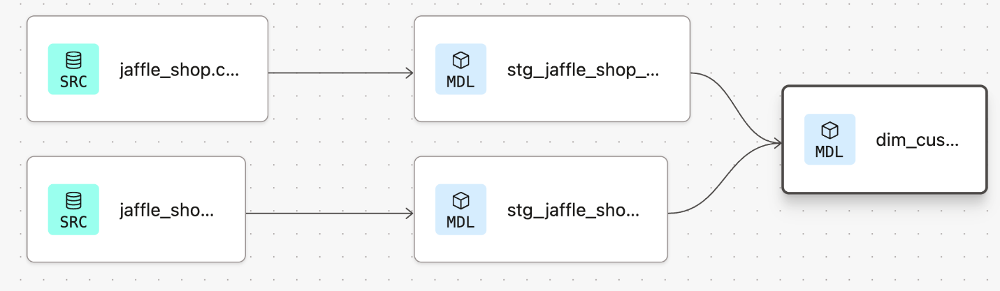 SRC
jaffle_shop.c...
MDL
stg_jaffle_shop_...
SRC
jaffle_sho...
MDL
stg_jaffle_sho...
MDL
dim_cus...